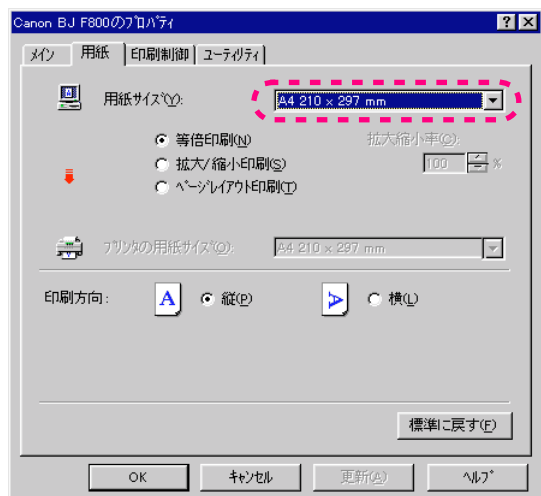 Canon BJ F800のﾌﾟﾛﾊﾟﾃｨ
ﾒｲﾝ 用紙 印刷制御 ﾕｰﾃｨﾘﾃｨ
用紙ｻｲｽﾞ(Y): A4 210 x 297 mm
等倍印刷(N) 拡大縮小率(C):
拡大/縮小印刷(S) 100 %
ﾍﾟｰｼﾞﾚｲｱｳﾄ印刷(T)
ﾌﾟﾘﾝﾀの用紙ｻｲｽﾞ(O): A4 210 x 297 mm
印刷方向: A 縦(P) A 横(L)
標準に戻す(F)
OK ｷｬﾝｾﾙ 更新(A) ﾍﾙﾌﾟ